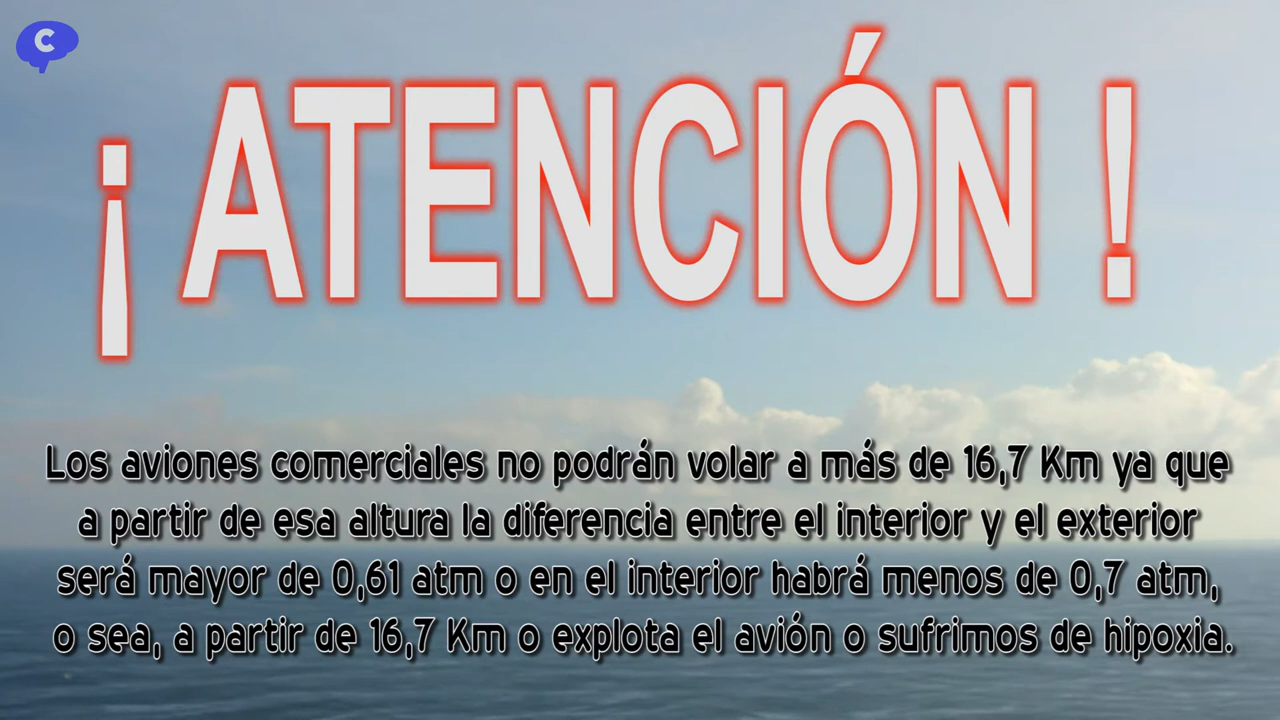 C
¡ ATENCIÓN !
Los aviones comerciales no podrán volar a más de 16,7 Km ya que
a partir de esa altura la diferencia entre el interior y el exterior
será mayor de 0,61 atm o en el interior habrá menos de 0,7 atm,
o sea, a partir de 16,7 Km o explota el avión o sufrimos de hipoxia.